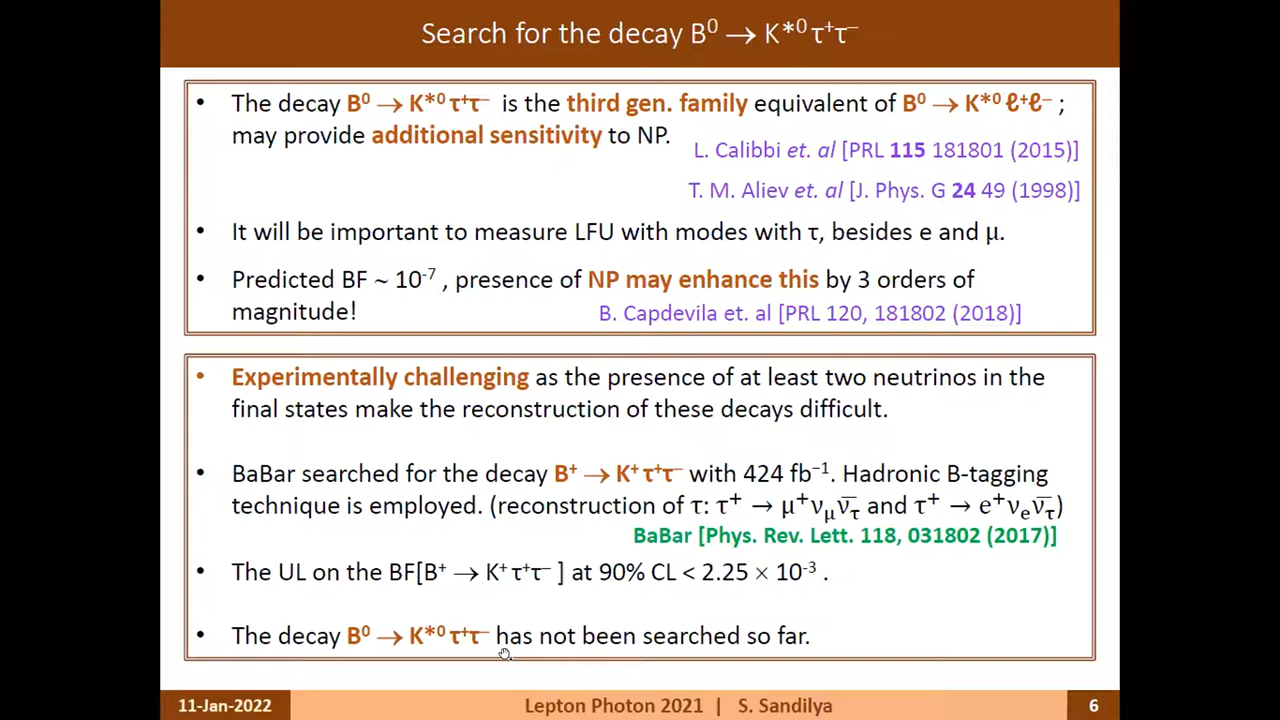 Search for the decay B⁰ → K*⁰ τ⁺τ⁻
• The decay B⁰ → K*⁰ τ⁺τ⁻ is the third gen. family equivalent of B⁰ → K*⁰ ℓ⁺ℓ⁻ ;
may provide additional sensitivity to NP.
L. Calibbi et. al [PRL 115 181801 (2015)]
T. M. Aliev et. al [J. Phys. G 24 49 (1998)]
• It will be important to measure LFU with modes with τ, besides e and μ.
• Predicted BF ~ 10⁻⁷ , presence of NP may enhance this by 3 orders of
magnitude!
B. Capdevila et. al [PRL 120, 181802 (2018)]
• Experimentally challenging as the presence of at least two neutrinos in the
final states make the reconstruction of these decays difficult.
• BaBar searched for the decay B⁺ → K⁺ τ⁺τ⁻ with 424 fb⁻¹. Hadronic B-tagging
technique is employed. (reconstruction of τ: τ⁺ → μ⁺ν_μν̅_τ and τ⁺ → e⁺ν_eν̅_τ)
BaBar [Phys. Rev. Lett. 118, 031802 (2017)]
• The UL on the BF[B⁺ → K⁺ τ⁺τ⁻ ] at 90% CL < 2.25 × 10⁻³ .
• The decay B⁰ → K*⁰ τ⁺τ⁻ has not been searched so far.
11-Jan-2022
Lepton Photon 2021 | S. Sandilya
6